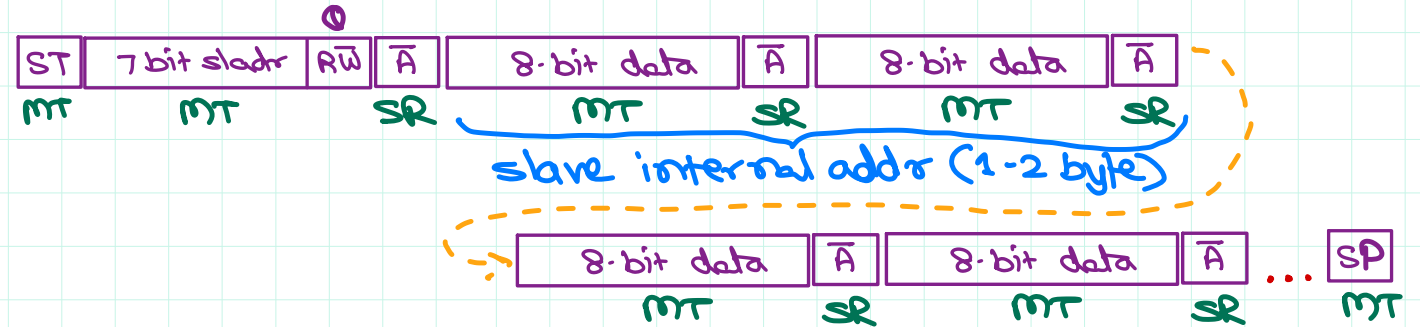 0
ST 7 bit sladr RW̅ A̅ 8-bit data A̅ 8-bit data A̅
MT MT SR MT SR MT SR
slave internal addr (1-2 byte)
8-bit data A̅ 8-bit data A̅ ... SP
MT SR MT SR MT